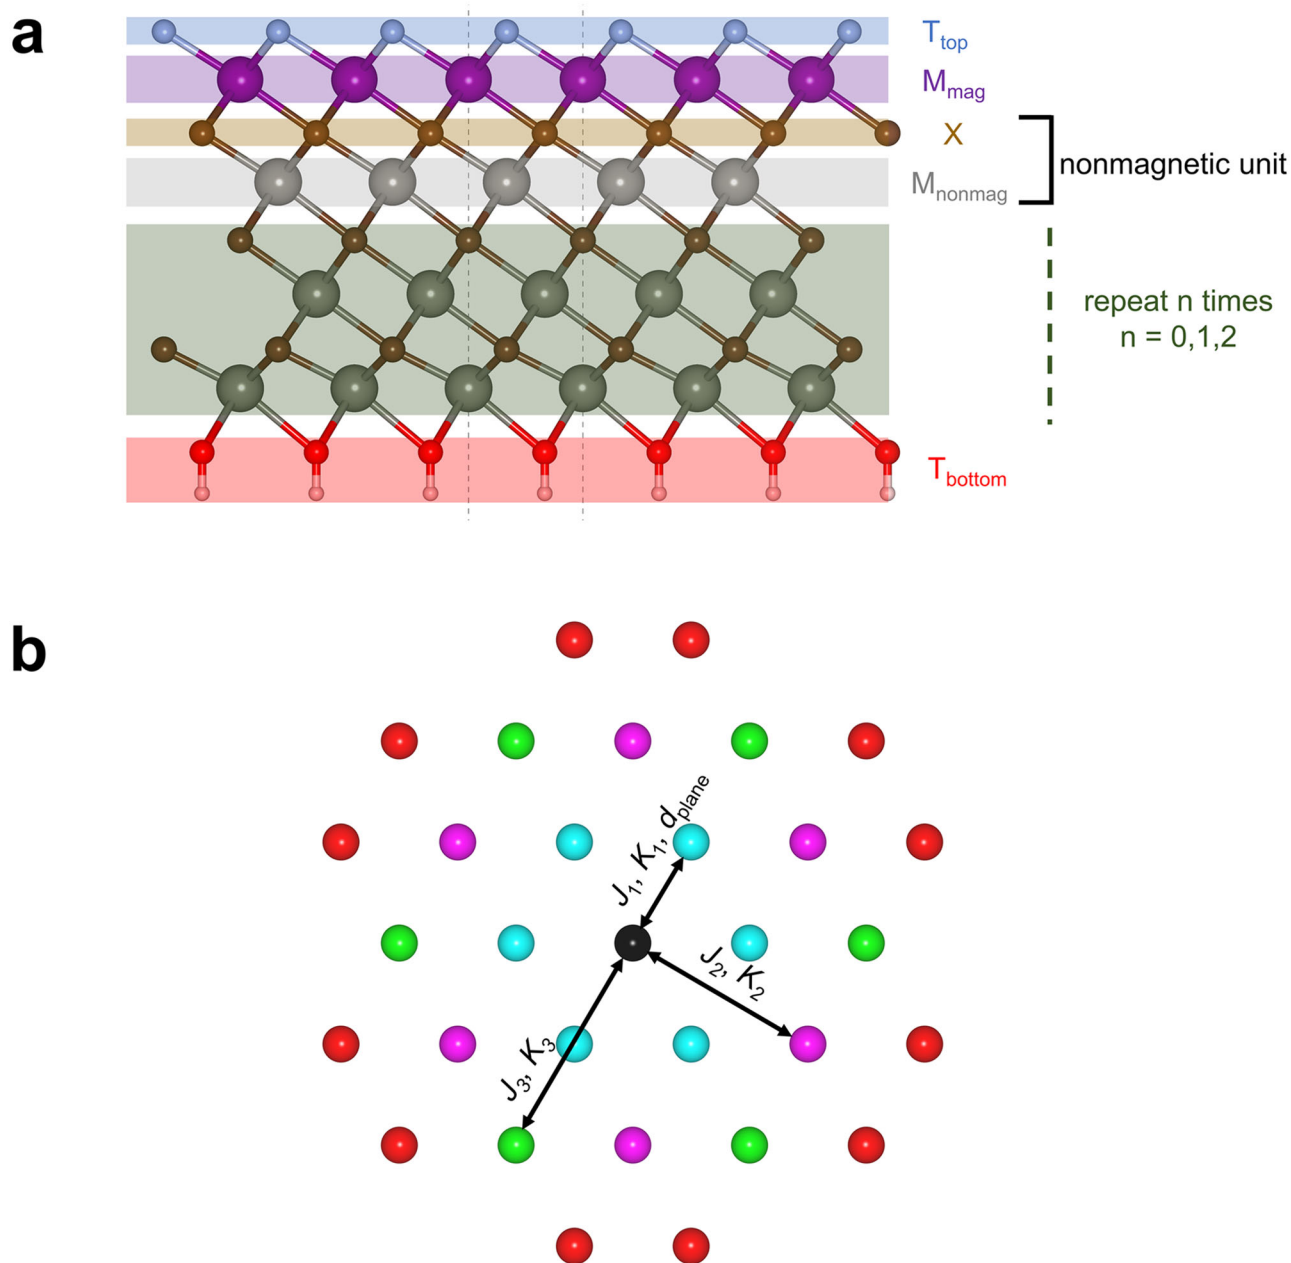 a
T_top
M_mag
X
M_nonmag
nonmagnetic unit
repeat n times
n = 0,1,2
T_bottom
b
J_1, K_1, d_plane
J_2, K_2
J_3, K_3